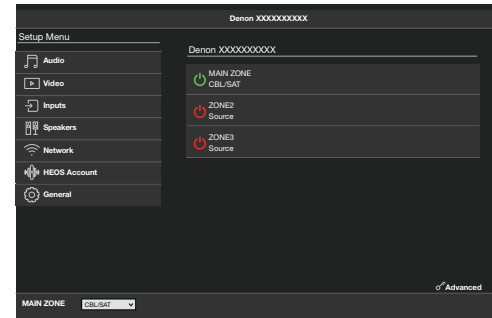 Denon XXXXXXXXXX
Setup Menu
Audio
Video
Inputs
Speakers
Network
HEOS Account
General
Denon XXXXXXXXXX
MAIN ZONE
CBL/SAT
ZONE2
Source
ZONE3
Source
Advanced
MAIN ZONE CBL/SAT